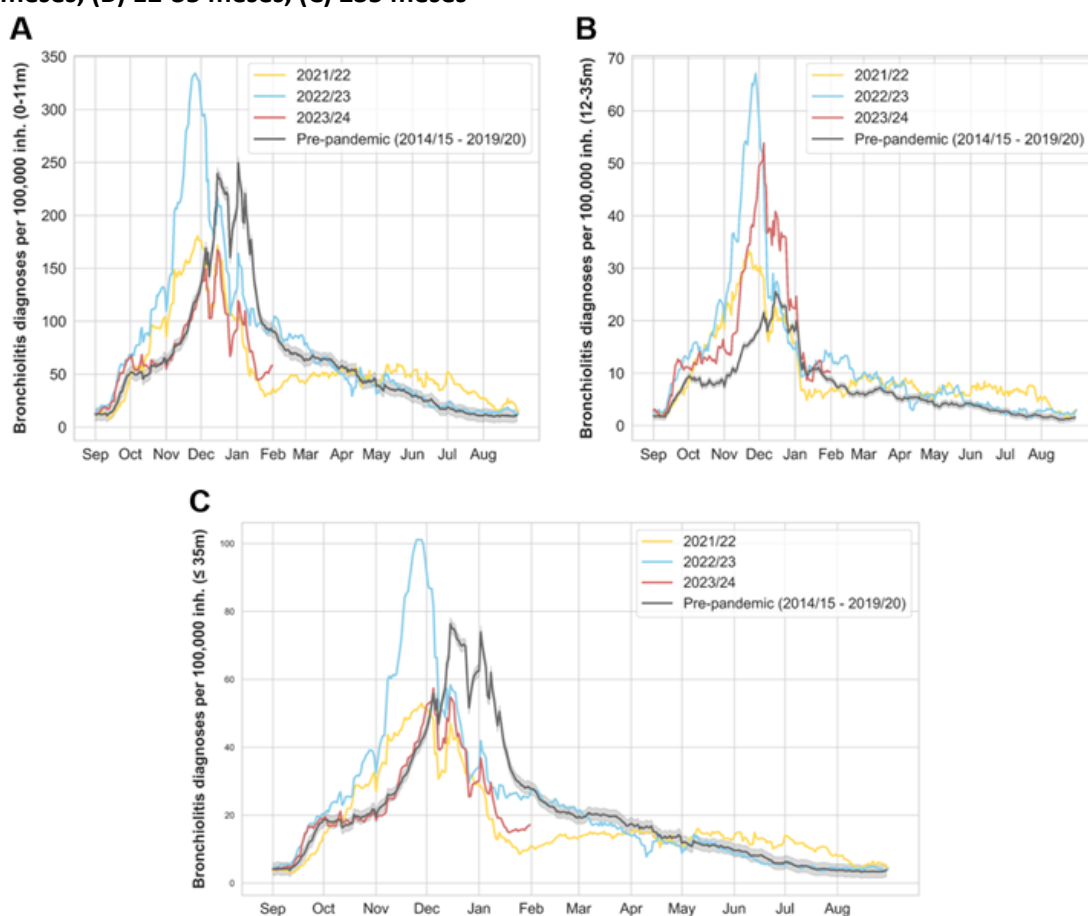 A
Bronchiolitis diagnoses per 100,000 inh. (0-11m)
350
300
250
200
150
100
50
0
2021/22
2022/23
2023/24
Pre-pandemic (2014/15 - 2019/20)
Sep Oct Nov Dec Jan Feb Mar Apr May Jun Jul Aug
B
Bronchiolitis diagnoses per 100,000 inh. (12-35m)
70
60
50
40
30
20
10
0
2021/22
2022/23
2023/24
Pre-pandemic (2014/15 - 2019/20)
Sep Oct Nov Dec Jan Feb Mar Apr May Jun Jul Aug
C
Bronchiolitis diagnoses per 100,000 inh. (≤ 35m)
100
80
60
40
20
0
2021/22
2022/23
2023/24
Pre-pandemic (2014/15 - 2019/20)
Sep Oct Nov Dec Jan Feb Mar Apr May Jun Jul Aug